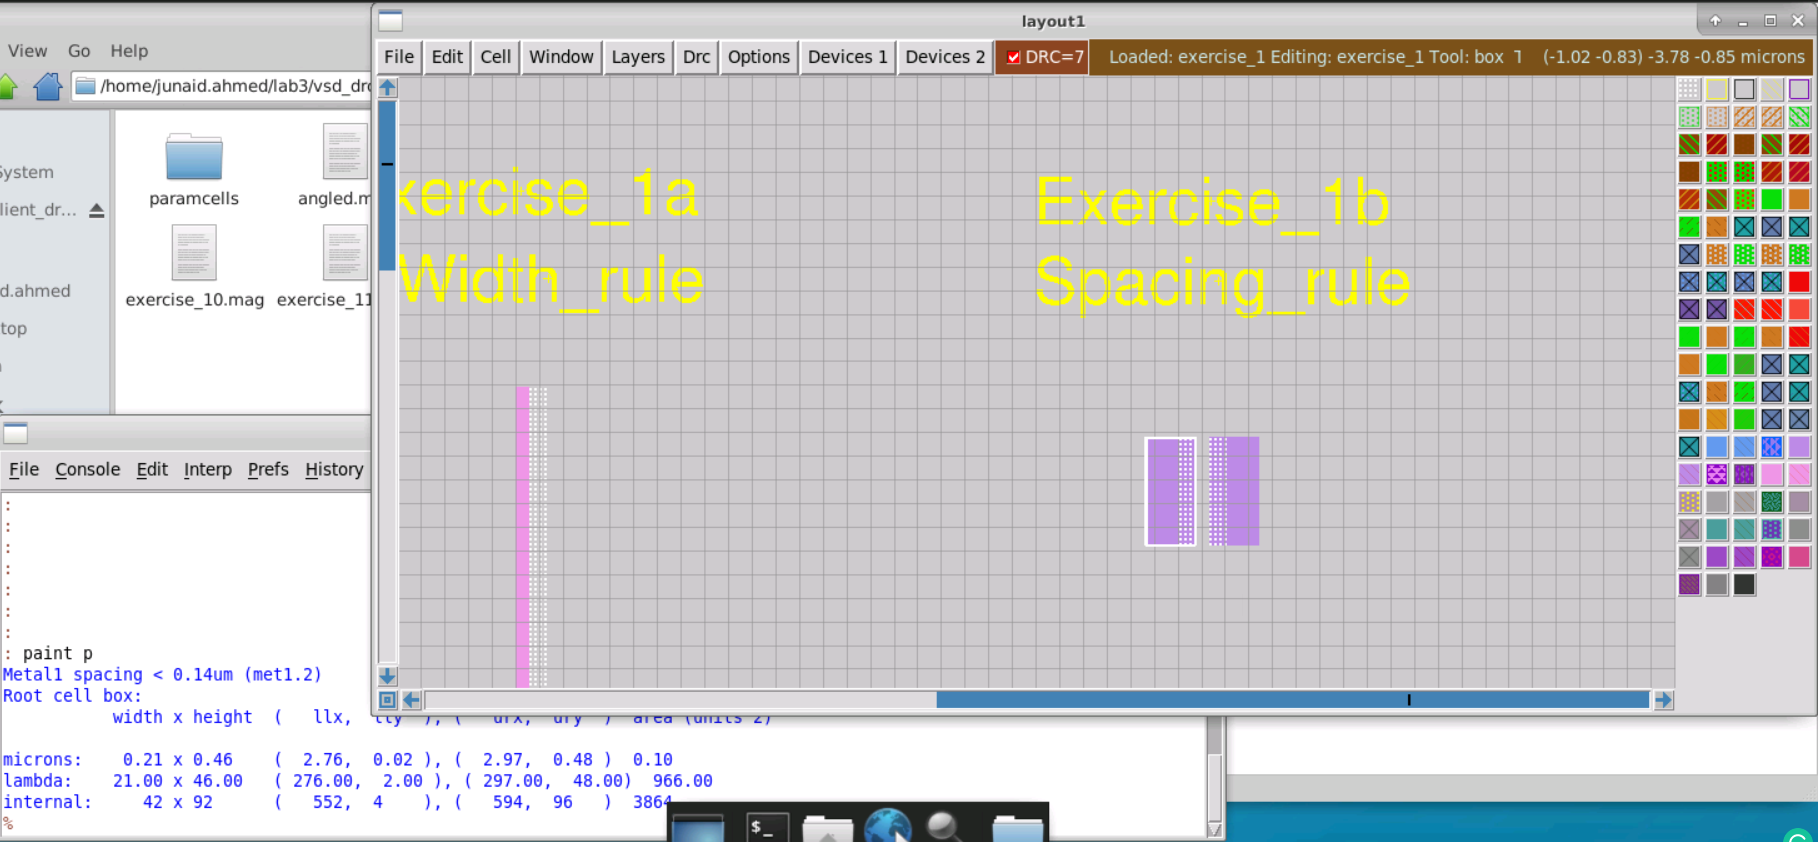 layout1
View Go Help
File Edit Cell Window Layers Drc Options Devices 1 Devices 2 DRC=7 Loaded: exercise_1 Editing: exercise_1 Tool: box (-1.02 -0.83) -3.78 -0.85 microns
/home/junaid.ahmed/lab3/vsd_drc
System
paramcells angled.m
lient_dr...
d.ahmed
exercise_10.mag exercise_11
top
xercise_1a
Width_rule
Exercise_1b
Spacing_rule
File Console Edit Interp Prefs History
:
:
:
:
:
:
:
: paint p
Metal1 spacing < 0.14um (met1.2)
Root cell box:
width x height ( llx, lly ), ( urx, ury ) area (units^2)
microns: 0.21 x 0.46 ( 2.76, 0.02 ), ( 2.97, 0.48 ) 0.10
lambda: 21.00 x 46.00 ( 276.00, 2.00 ), ( 297.00, 48.00) 966.00
internal: 42 x 92 ( 552, 4 ), ( 594, 96 ) 3864
%
$_